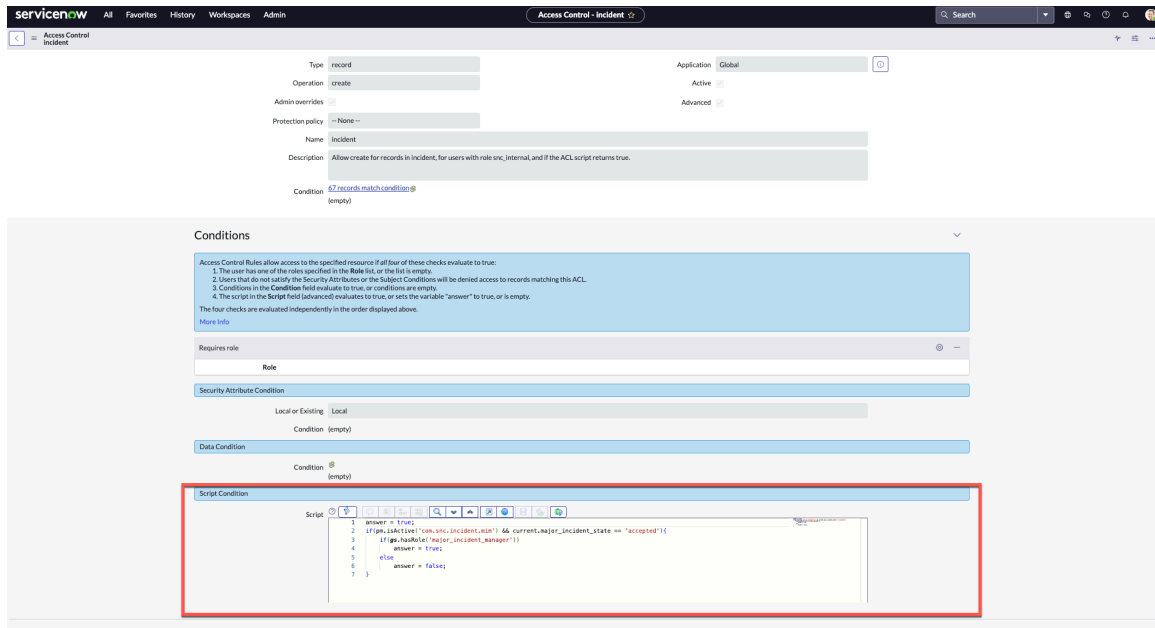 servicenow All Favorites History Workspaces Admin Access Control - incident ☆ Search
Access Control
incident
Type record Application Global
Operation create Active
Admin overrides Advanced
Protection policy -- None --
Name incident
Description Allow create for records in incident, for users with role snc_internal, and if the ACL script returns true.
Condition 67 records match condition
(empty)
Conditions
Access Control Rules allow access to the specified resource if all four of these checks evaluate to true:
1. The user has one of the roles specified in the Role list, or the list is empty.
2. Users that do not satisfy the Security Attributes or the Subject Conditions will be denied access to records matching this ACL.
3. Conditions in the Condition field evaluate to true, or conditions are empty.
4. The script in the Script field (advanced) evaluates to true, or sets the variable "answer" to true, or is empty.
The four checks are evaluated independently in the order displayed above.
More Info
Requires role
Role
Security Attribute Condition
Local or Existing Local
Condition (empty)
Data Condition
Condition
(empty)
Script Condition
Script
1 answer = true;
2 if(pm.isActive('com.snc.incident.mim') && current.major_incident_state == 'accepted'){
3 if(gs.hasRole('major_incident_manager'))
4 answer = true;
5 else
6 answer = false;
7 }